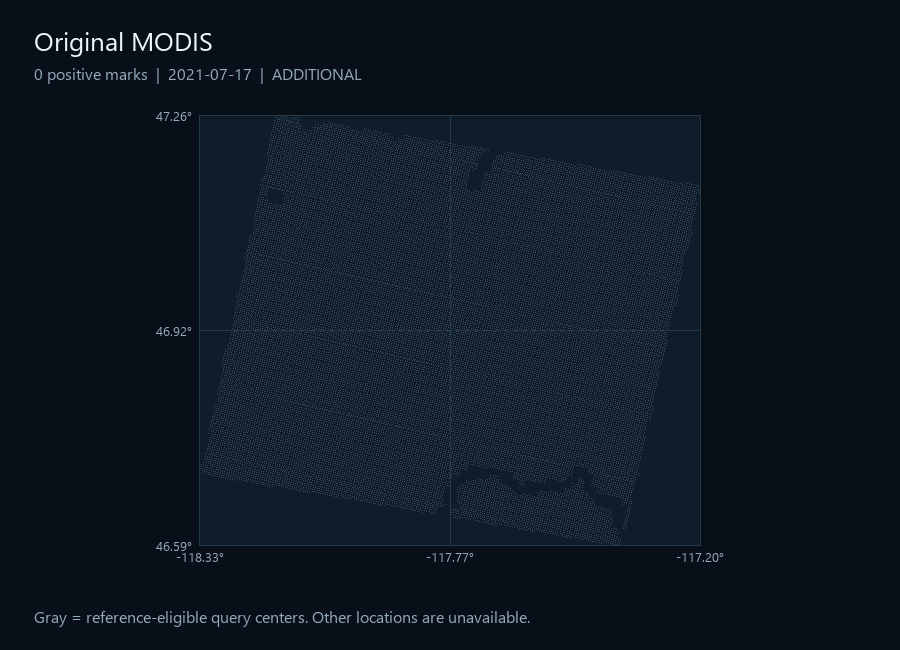 Original MODIS
0 positive marks | 2021-07-17 | ADDITIONAL
47.26°
46.92°
46.59°
-118.33°
-117.77°
-117.20°
Gray = reference-eligible query centers. Other locations are unavailable.